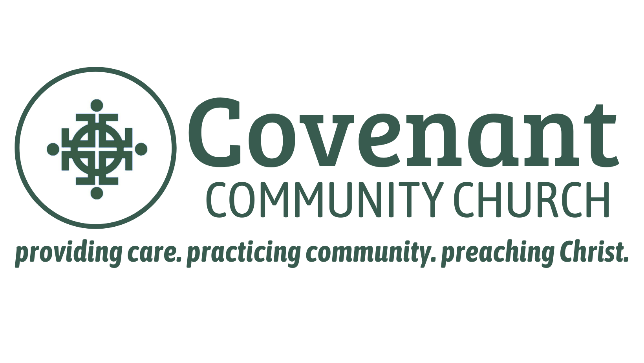 Covenant
COMMUNITY CHURCH
providing care. practicing community. preaching Christ.